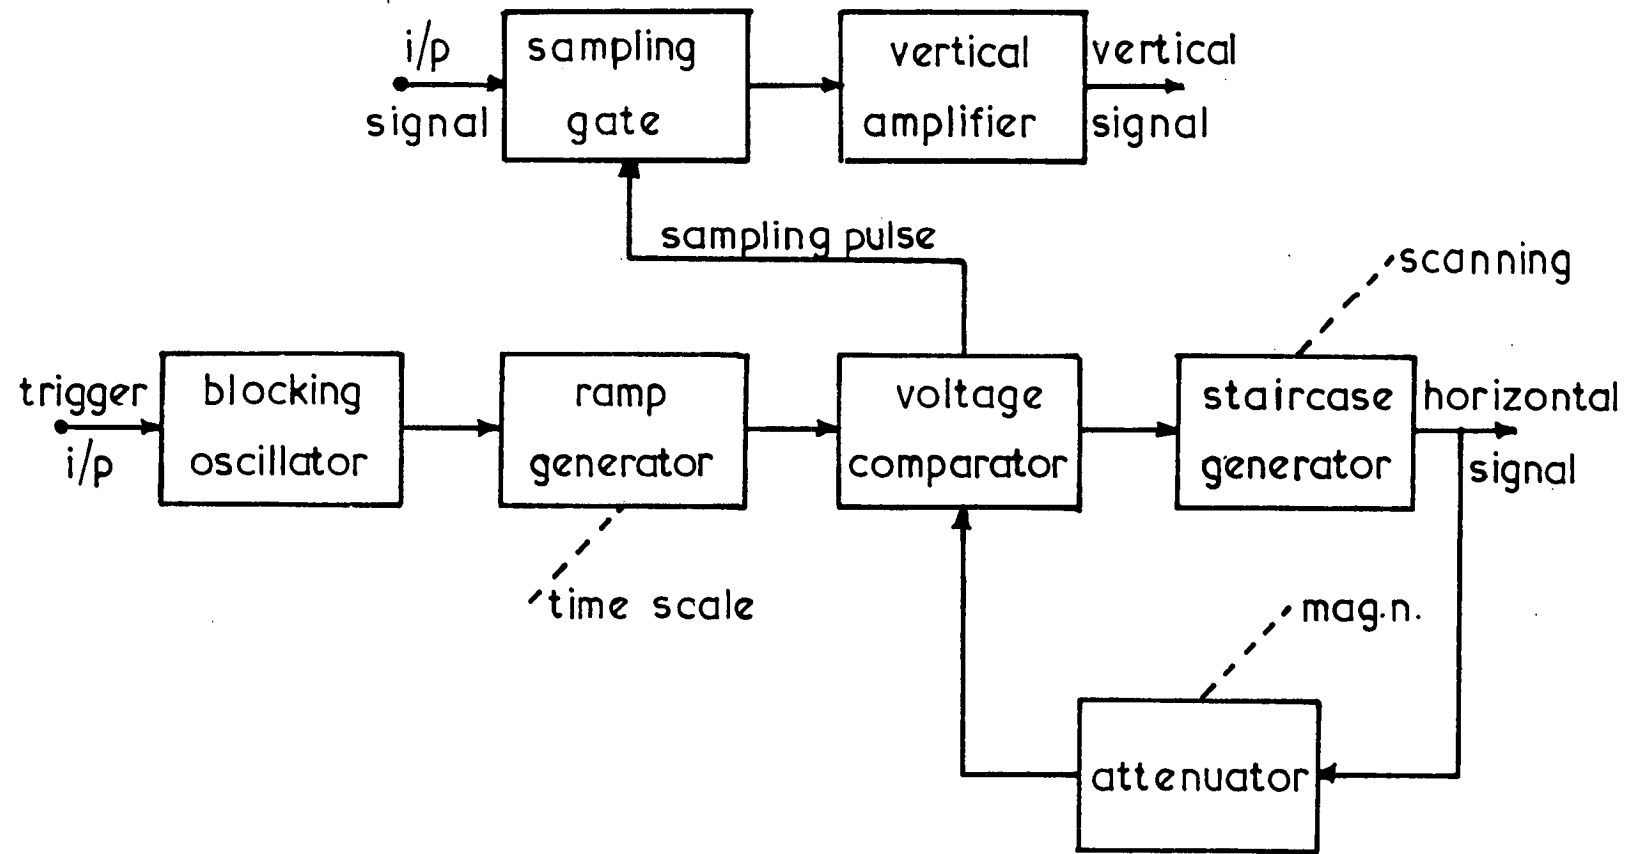 i/p
signal
sampling
gate
vertical
amplifier
vertical
signal
sampling pulse
scanning
trigger
i/p
blocking
oscillator
ramp
generator
voltage
comparator
staircase
generator
horizontal
signal
time scale
mag.n.
attenuator